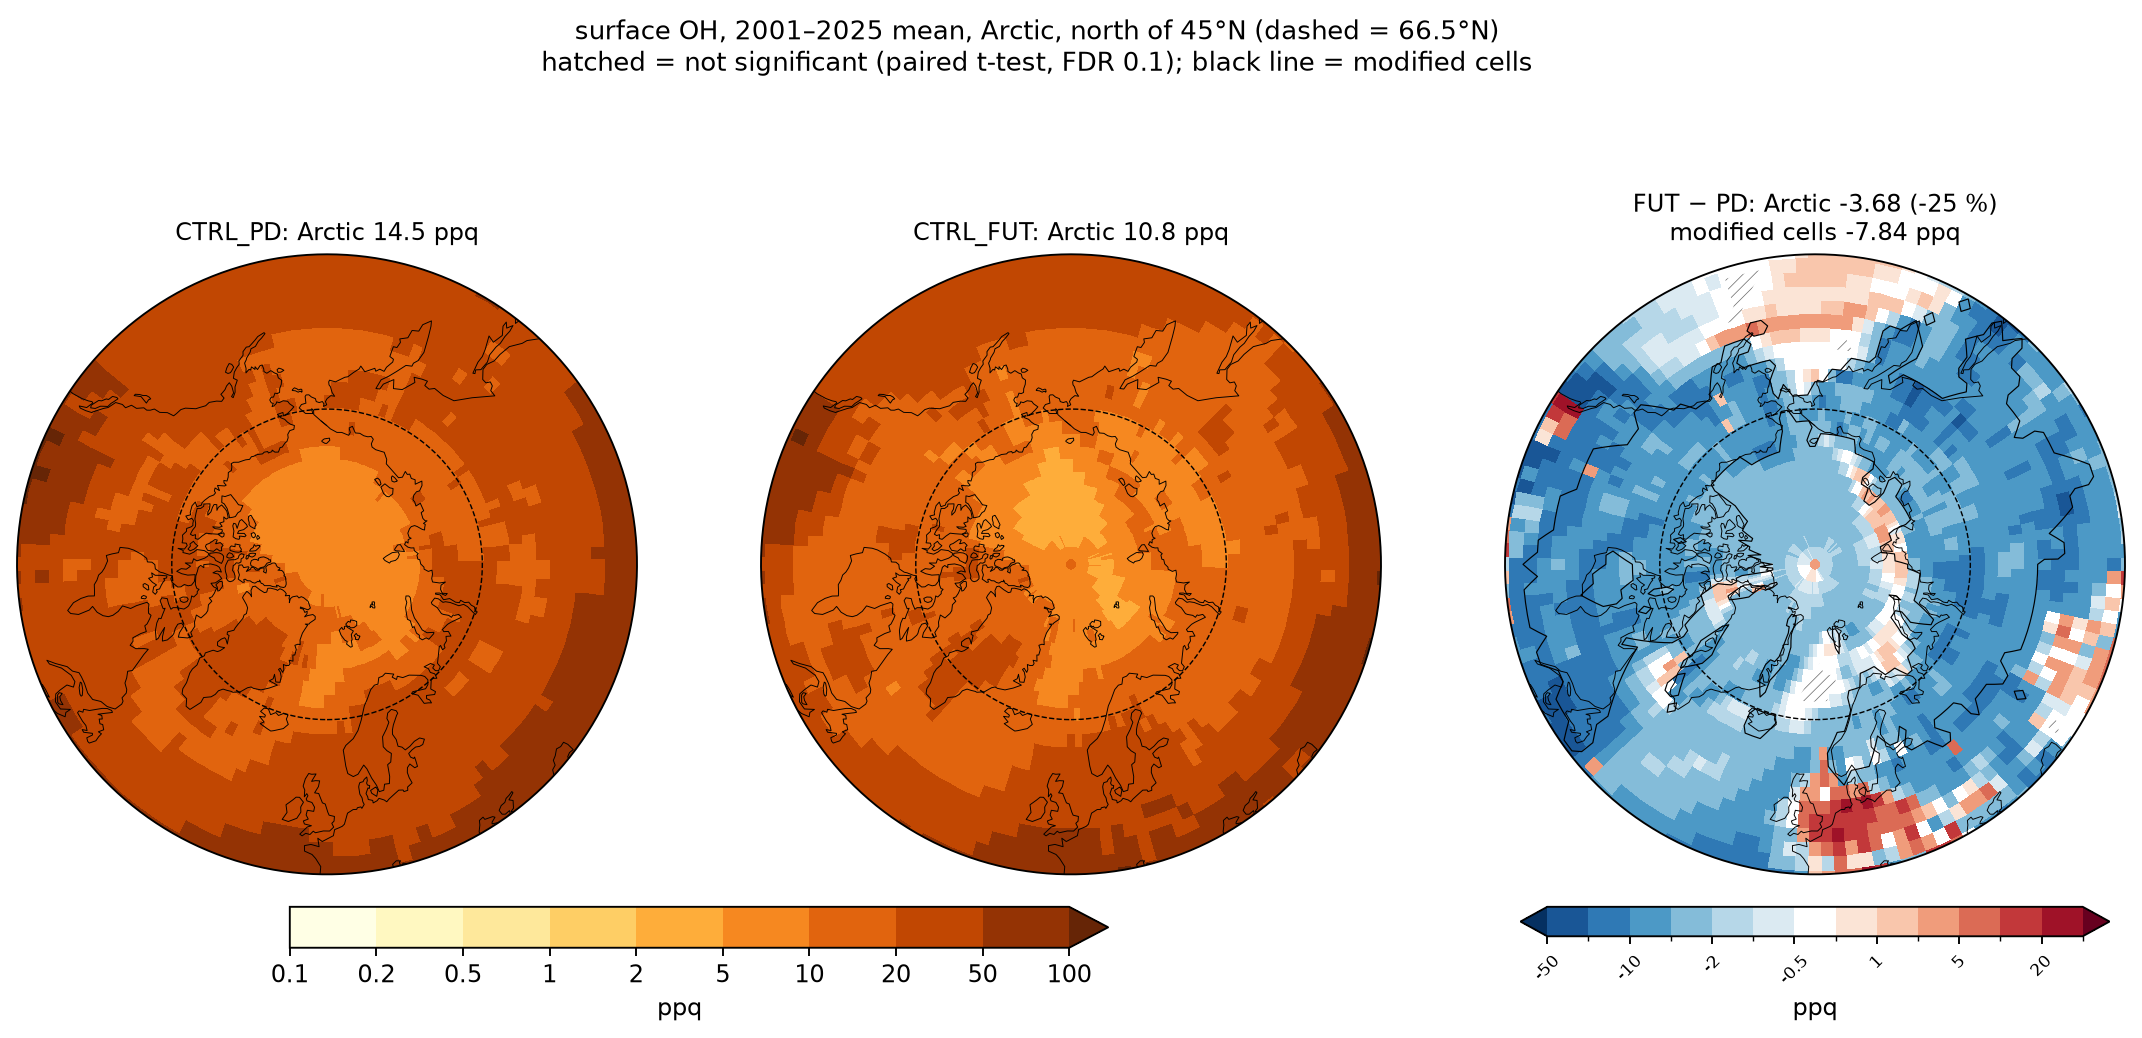 surface OH, 2001–2025 mean, Arctic, north of 45°N (dashed = 66.5°N)
hatched = not significant (paired t-test, FDR 0.1); black line = modified cells
CTRL_PD: Arctic 14.5 ppq
CTRL_FUT: Arctic 10.8 ppq
FUT − PD: Arctic -3.68 (-25 %)
modified cells -7.84 ppq
0.1 0.2 0.5 1 2 5 10 20 50 100
ppq
-50 -10 -2 -0.5 1 5 20
ppq